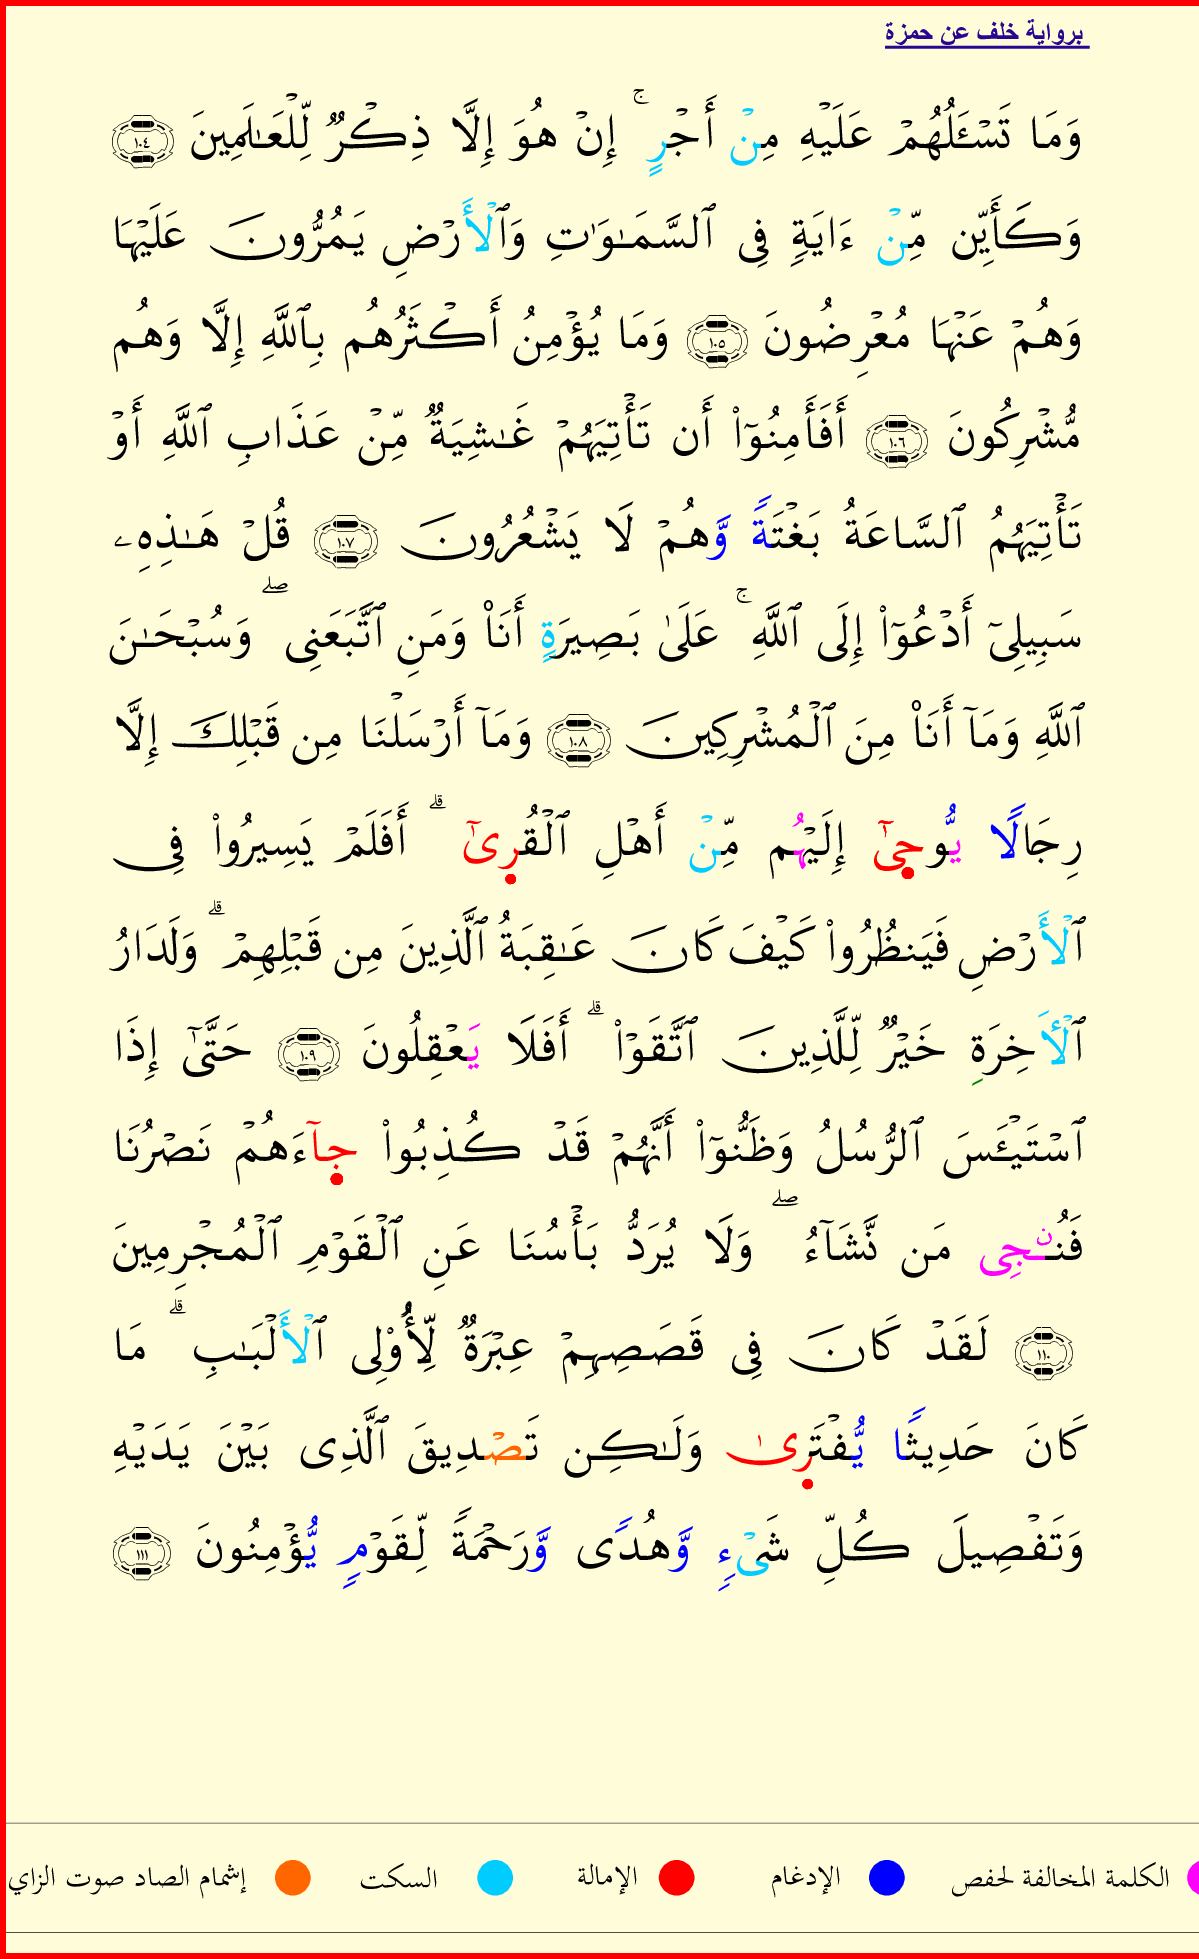 برواية خلف عن حمزة
وَمَا تَسْـَٔلُهُمْ عَلَيْهِ مِنْ أَجْرٍ ۚ إِنْ هُوَ إِلَّا ذِكْرٌ لِّلْعَـٰلَمِينَ ١٠٤
وَكَأَيِّن مِّنْ ءَايَةٍ فِى ٱلسَّمَـٰوَٰتِ وَٱلْأَرْضِ يَمُرُّونَ عَلَيْهَا
وَهُمْ عَنْهَا مُعْرِضُونَ ١٠٥ وَمَا يُؤْمِنُ أَكْثَرُهُم بِٱللَّهِ إِلَّا وَهُم
مُّشْرِكُونَ ١٠٦ أَفَأَمِنُوٓا۟ أَن تَأْتِيَهُمْ غَـٰشِيَةٌ مِّنْ عَذَابِ ٱللَّهِ أَوْ
تَأْتِيَهُمُ ٱلسَّاعَةُ بَغْتَةً وَّهُمْ لَا يَشْعُرُونَ ١٠٧ قُلْ هَـٰذِهِۦ
سَبِيلِىٓ أَدْعُوٓا۟ إِلَى ٱللَّهِ ۚ عَلَىٰ بَصِيرَةٍ أَنَا۠ وَمَنِ ٱتَّبَعَنِى ۖ وَسُبْحَـٰنَ
ٱللَّهِ وَمَآ أَنَا۠ مِنَ ٱلْمُشْرِكِينَ ١٠٨ وَمَآ أَرْسَلْنَا مِن قَبْلِكَ إِلَّا
رِجَالًا يُّوحِىٰٓ إِلَيْهُم مِّنْ أَهْلِ ٱلْقُرِىٰٓ ۗ أَفَلَمْ يَسِيرُوا۟ فِى
ٱلْأَرْضِ فَيَنظُرُوا۟ كَيْفَ كَانَ عَـٰقِبَةُ ٱلَّذِينَ مِن قَبْلِهِمْ ۗ وَلَدَارُ
ٱلْأَخِرَةِ خَيْرٌ لِّلَّذِينَ ٱتَّقَوْا۟ ۗ أَفَلَا يَعْقِلُونَ ١٠٩ حَتَّىٰٓ إِذَا
ٱسْتَيْـَٔسَ ٱلرُّسُلُ وَظَنُّوٓا۟ أَنَّهُمْ قَدْ كُذِبُوا۟ جِآءَهُمْ نَصْرُنَا
فَنُـۨجِى مَن نَّشَآءُ ۖ وَلَا يُرَدُّ بَأْسُنَا عَنِ ٱلْقَوْمِ ٱلْمُجْرِمِينَ
١١٠ لَقَدْ كَانَ فِى قَصَصِهِمْ عِبْرَةٌ لِّأُو۟لِى ٱلْأَلْبَـٰبِ ۗ مَا
كَانَ حَدِيثًا يُّفْتَرِىٰ وَلَـٰكِن تَصْدِيقَ ٱلَّذِى بَيْنَ يَدَيْهِ
وَتَفْصِيلَ كُلِّ شَىْءٍ وَّهُدًى وَّرَحْمَةً لِّقَوْمٍ يُّؤْمِنُونَ ١١١
الكلمة المخالفة لحفص الإدغام الإمالة السكت إشمام الصاد صوت الزاي